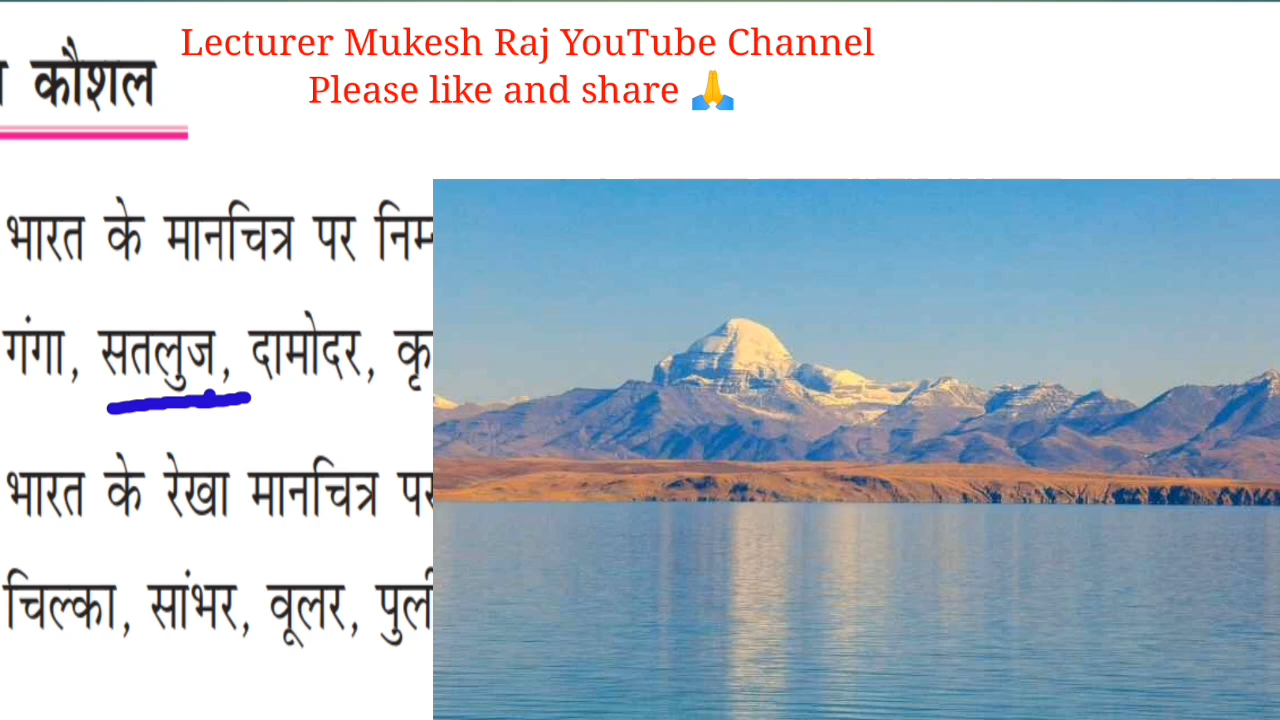 Lecturer Mukesh Raj YouTube Channel
Please like and share 🙏
कौशल
भारत के मानचित्र पर निम्न
गंगा, सतलुज, दामोदर, कृ
भारत के रेखा मानचित्र पर
चिल्का, सांभर, वूलर, पुली